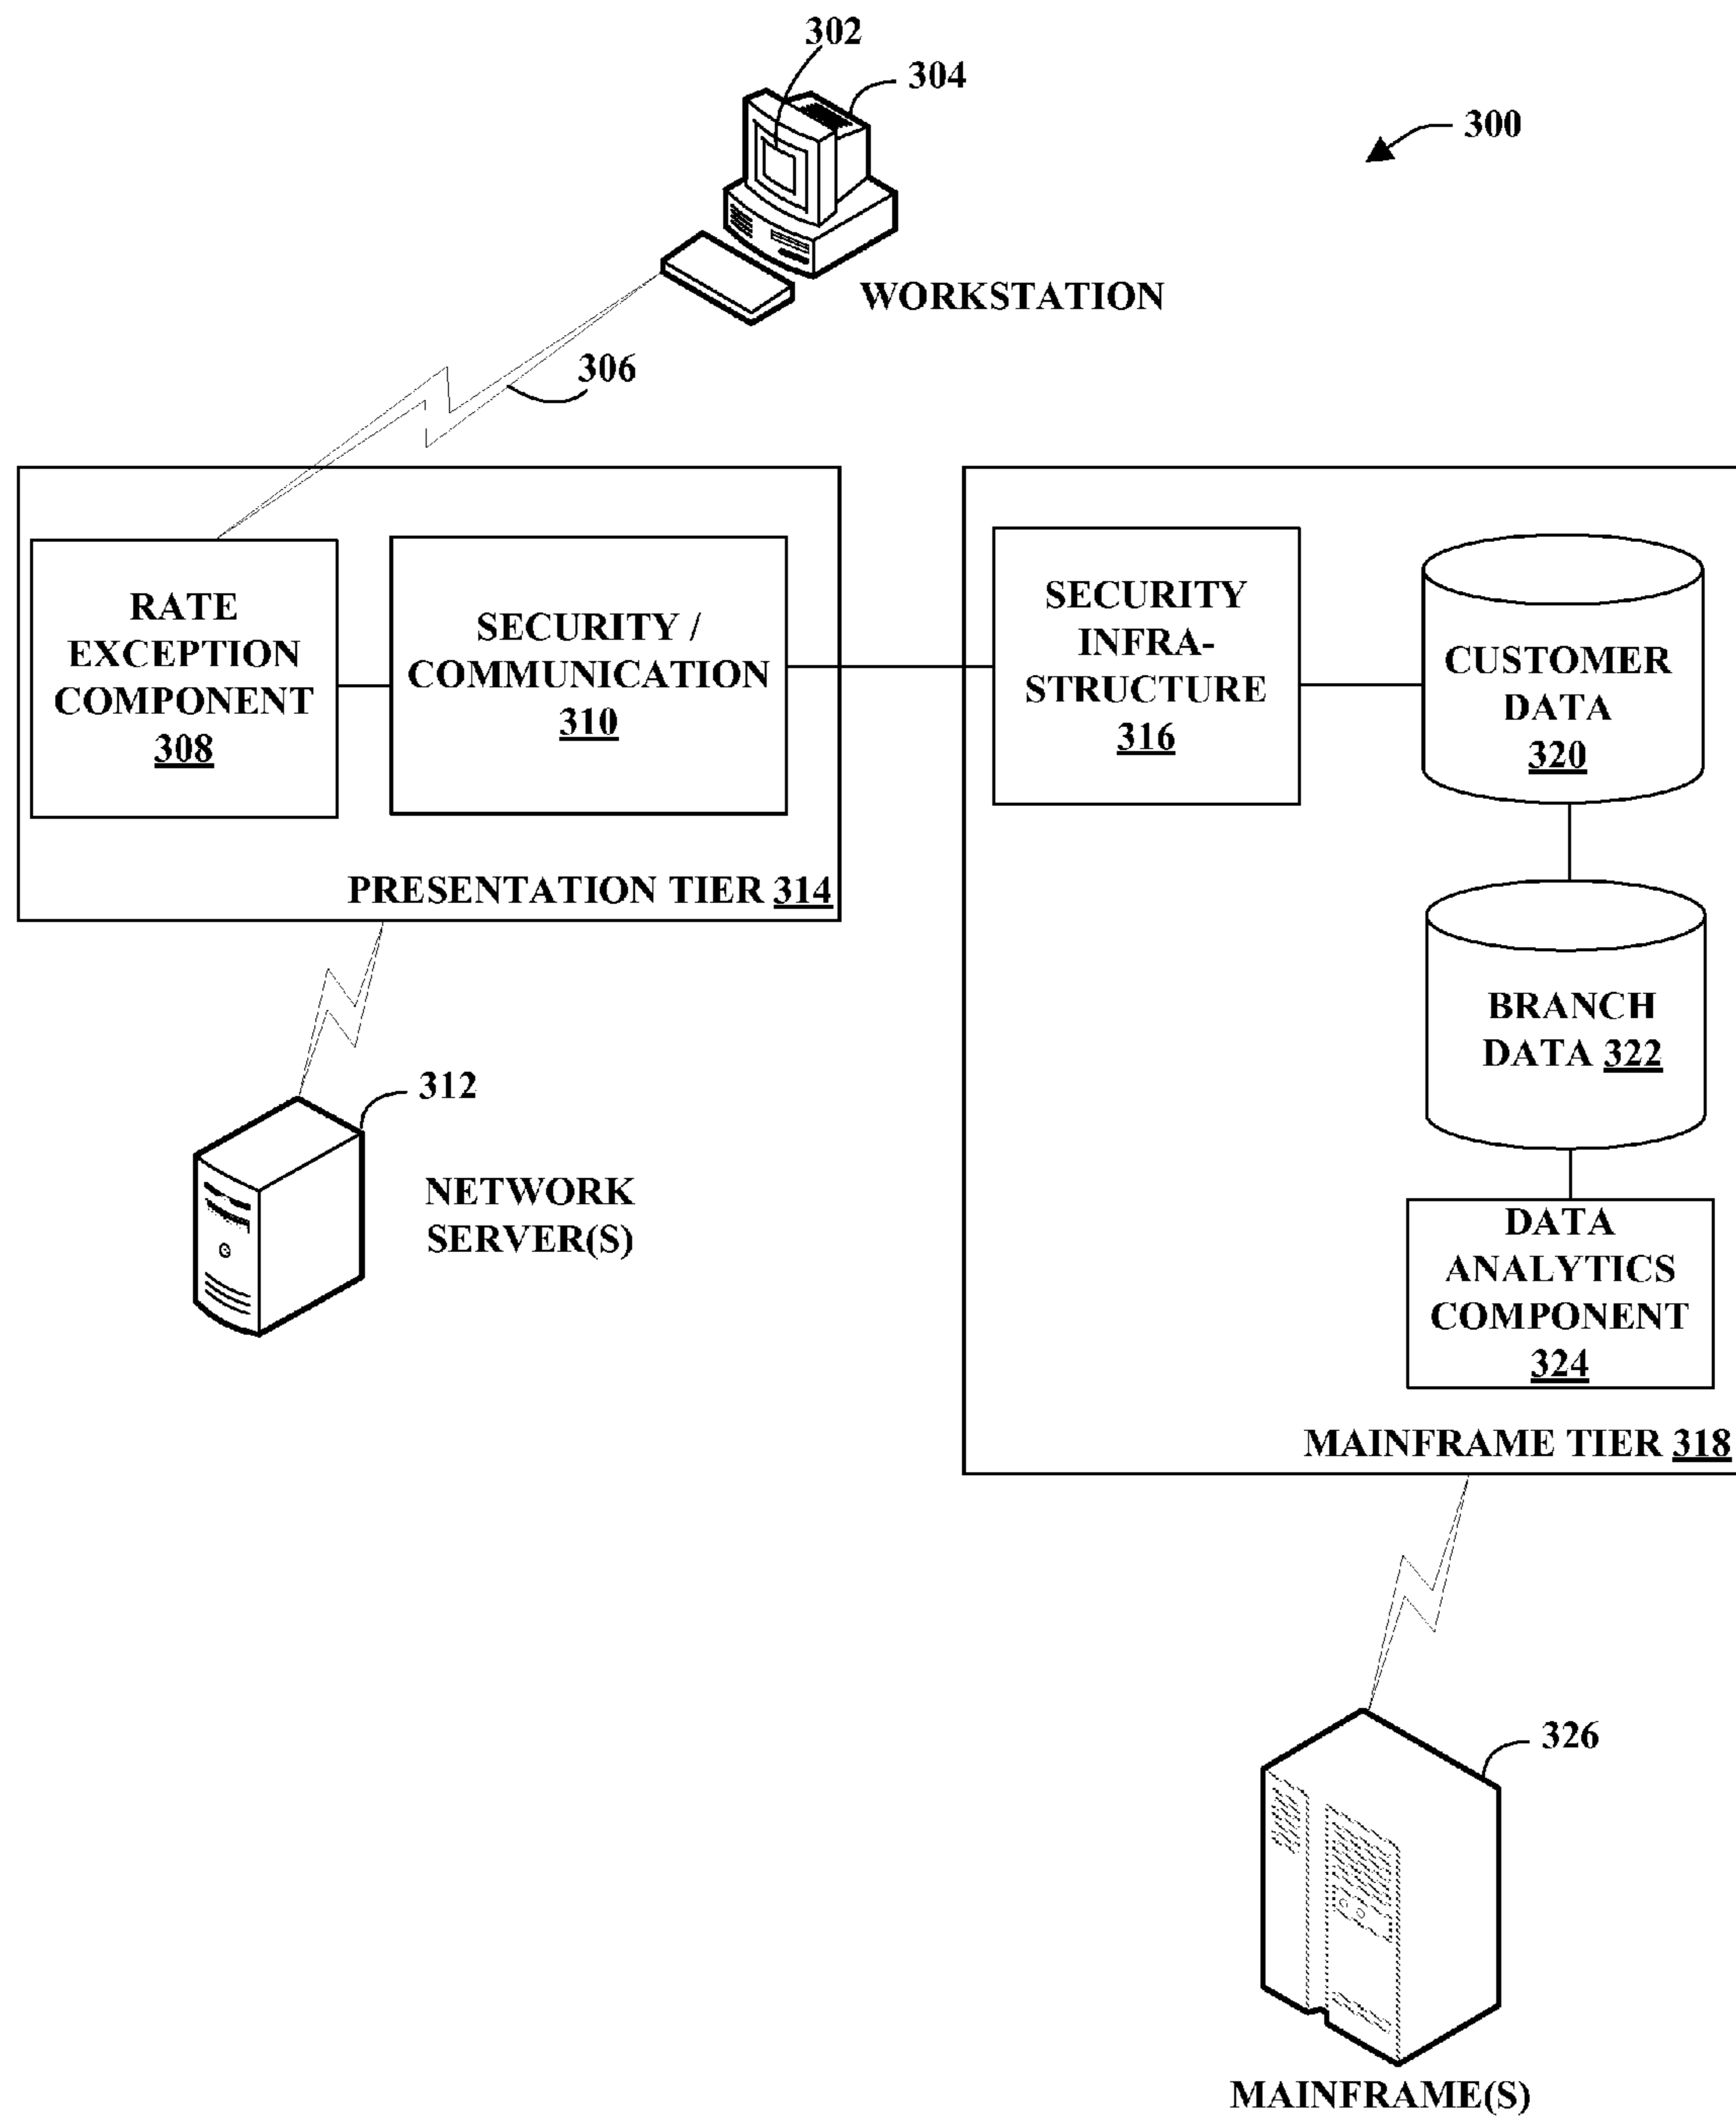 302
304
300
WORKSTATION
306
RATE
EXCEPTION
COMPONENT
308
SECURITY /
COMMUNICATION
310
PRESENTATION TIER 314
SECURITY
INFRA-
STRUCTURE
316
CUSTOMER
DATA
320
BRANCH
DATA 322
DATA
ANALYTICS
COMPONENT
324
MAINFRAME TIER 318
312
NETWORK
SERVER(S)
326
MAINFRAME(S)